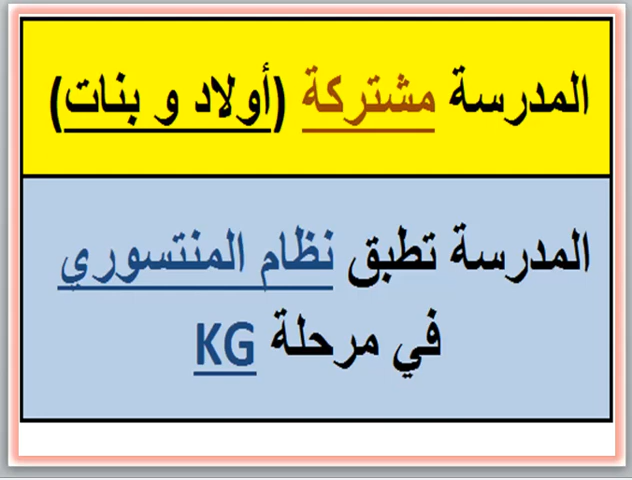 المدرسة مشتركة (أولاد و بنات)
المدرسة تطبق نظام المنتسوري
في مرحلة KG